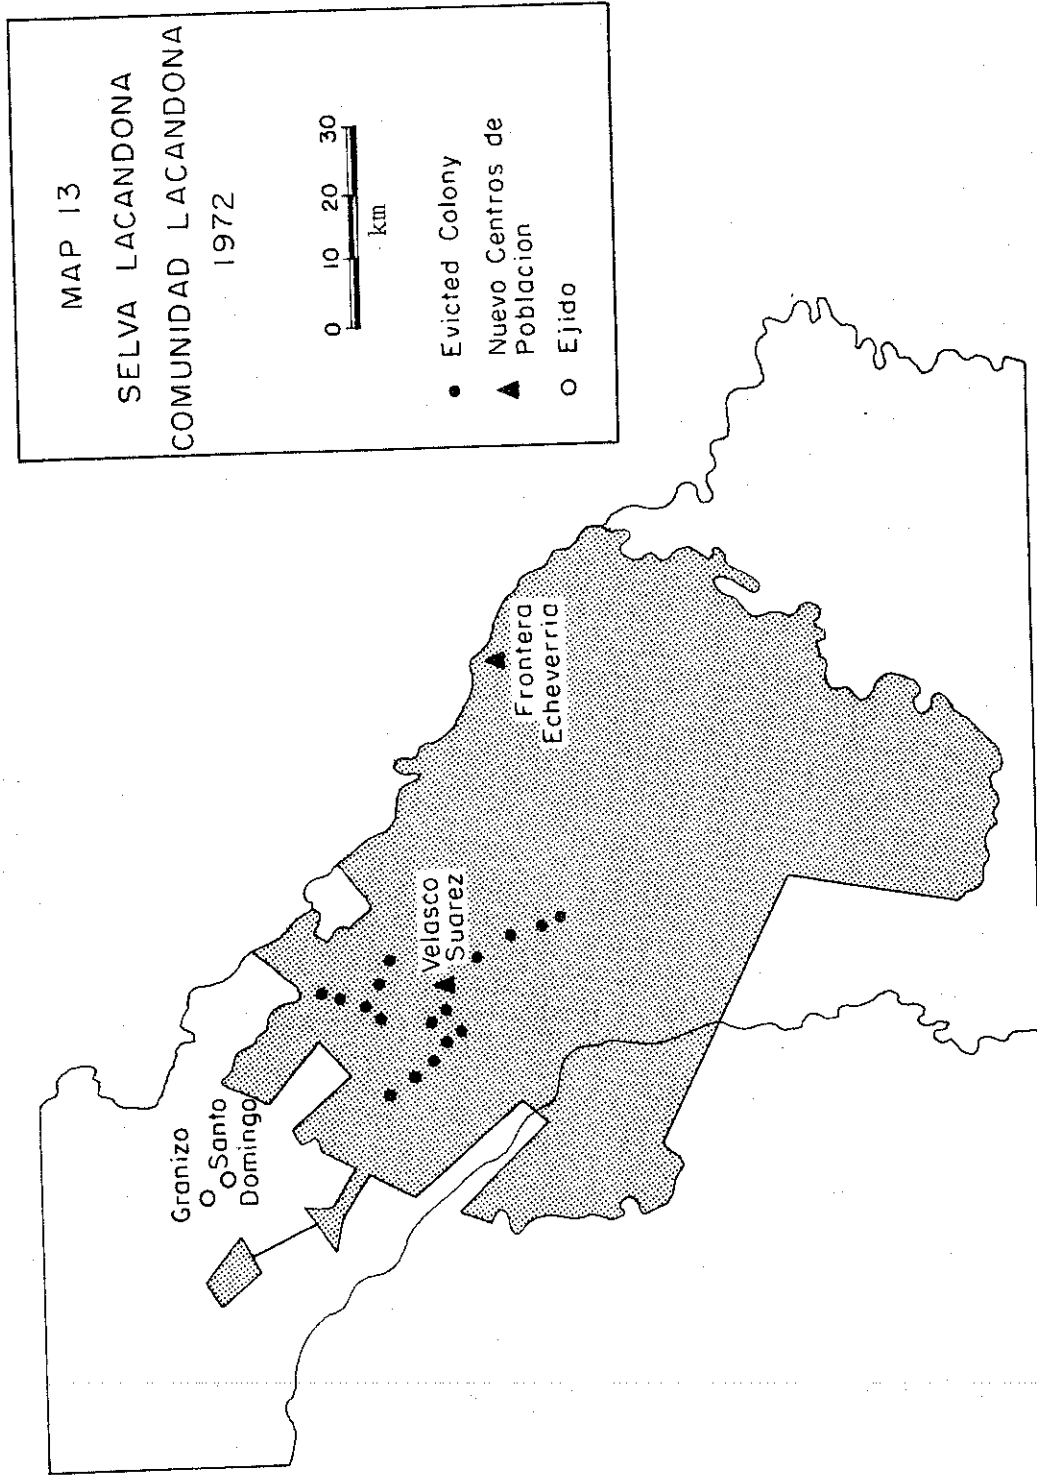 MAP 13
SELVA LACANDONA
COMUNIDAD LACANDONA
1972
0 10 20 30
km
Evicted Colony
Nuevo Centros de
Poblacion
Ejido
Granizo
Santo
Domingo
Velasco
Suarez
Frontera
Echeverria